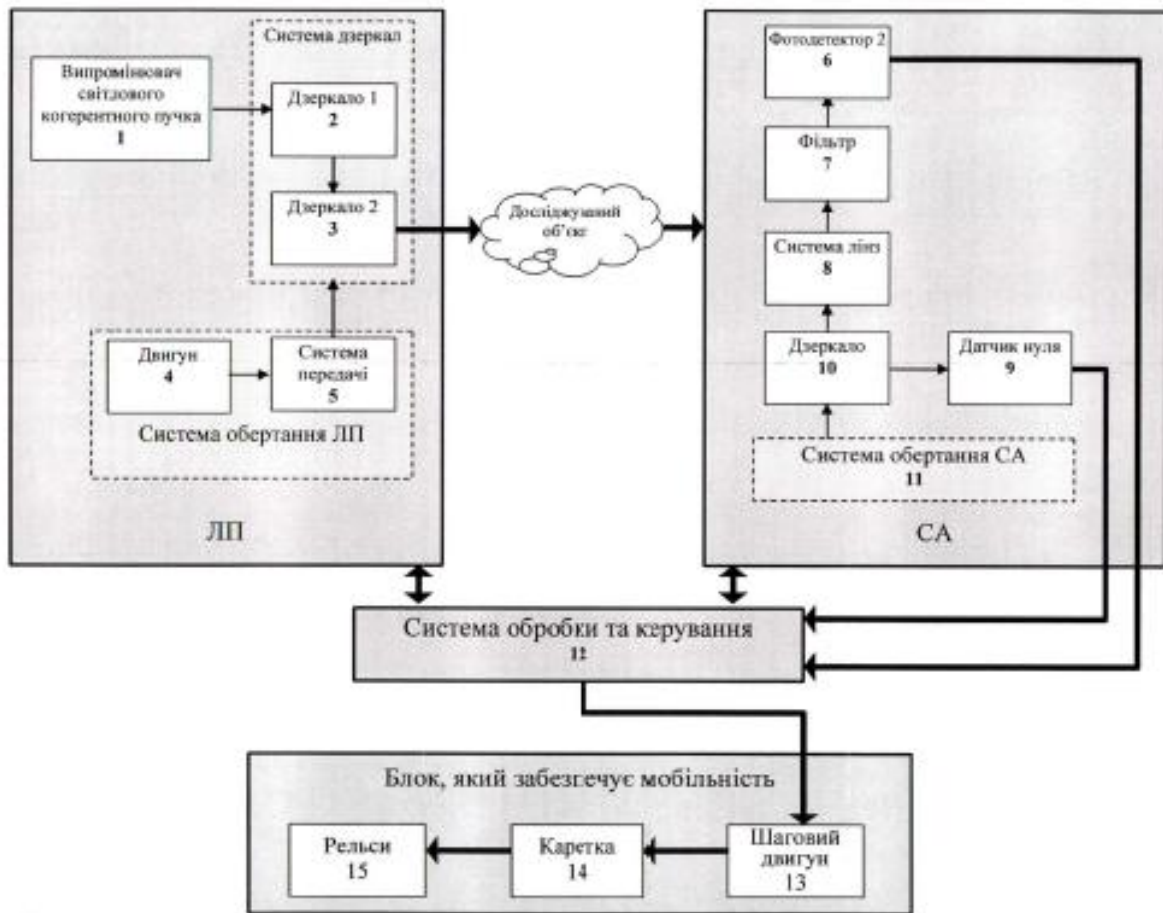 Система дзеркал
Випромінювач
світлового
когерентного пучка
1
Дзеркало 1
2
Дзеркало 2
3
Двигун
4
Система
передачі
5
Система обертання ЛП
ЛП
Досліджуваний
об’єкт
Фотодетектор 2
6
Фільтр
7
Система лінз
8
Дзеркало
10
Датчик нуля
9
Система обертання СА
11
СА
Система обробки та керування
12
Блок, який забезгечує мобільність
Рельси
15
Каретка
14
Шаговий
двигун
13